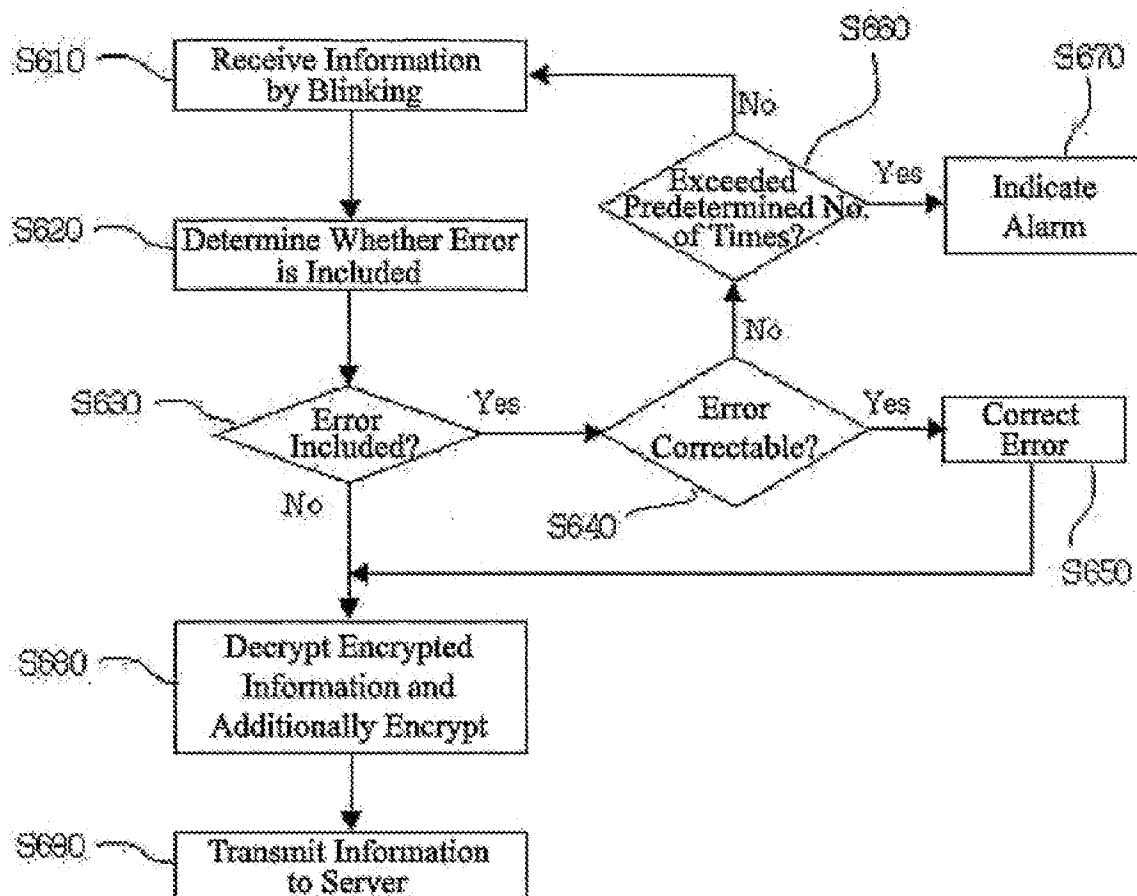 S610
Receive Information
by Blinking
S620
Determine Whether Error
is Included
S630
Error
Included?
Yes
No
Error
Correctable?
S640
Yes
No
Correct
Error
S650
Exceeded
Predetermined No.
of Times?
S660
No
Yes
Indicate
Alarm
S670
S680
Decrypt Encrypted
Information and
Additionally Encrypt
S690
Transmit Information
to Server